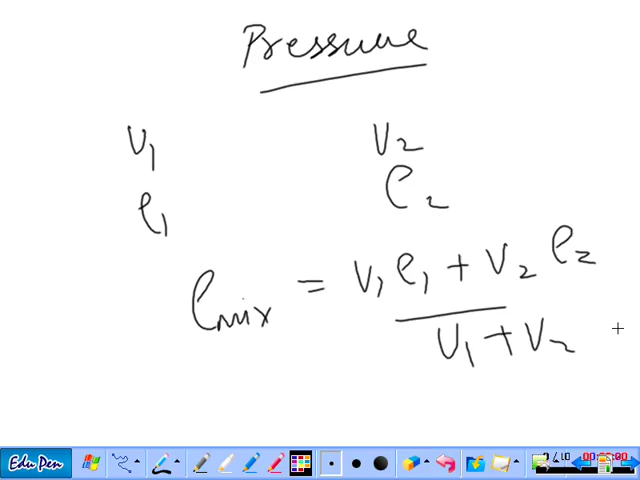 Pressure
V₁ V₂
ρ₁ ρ₂
ρmix = V₁ρ₁ + V₂ρ₂
V₁ + V₂
Edu Pen